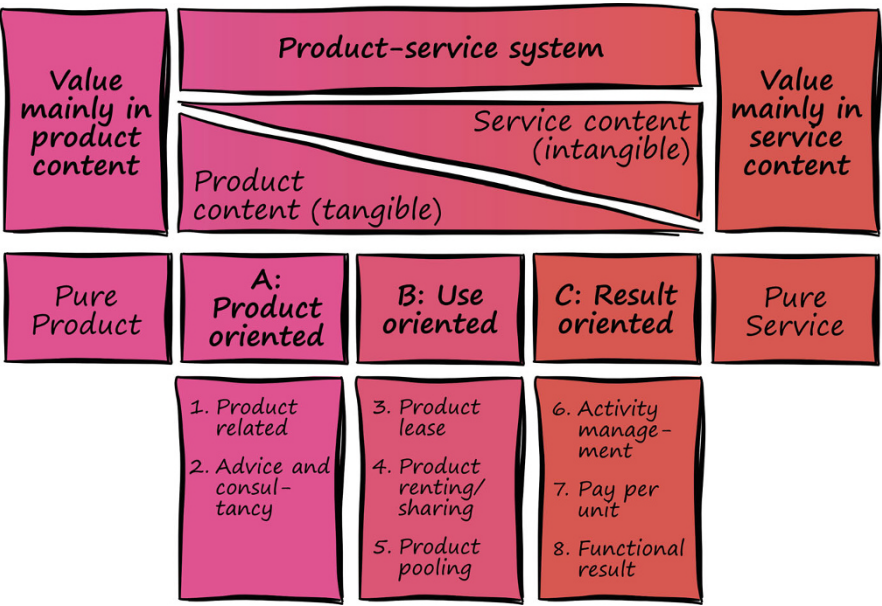 Value
mainly in
product
content
Product-service system
Service content
(intangible)
Product
content (tangible)
Value
mainly in
service
content
Pure
Product
A:
Product
oriented
B: Use
oriented
C: Result
oriented
Pure
Service
1. Product
related
2. Advice and
consul-
tancy
3. Product
lease
4. Product
renting/
sharing
5. Product
pooling
6. Activity
manage-
ment
7. Pay per
unit
8. Functional
result